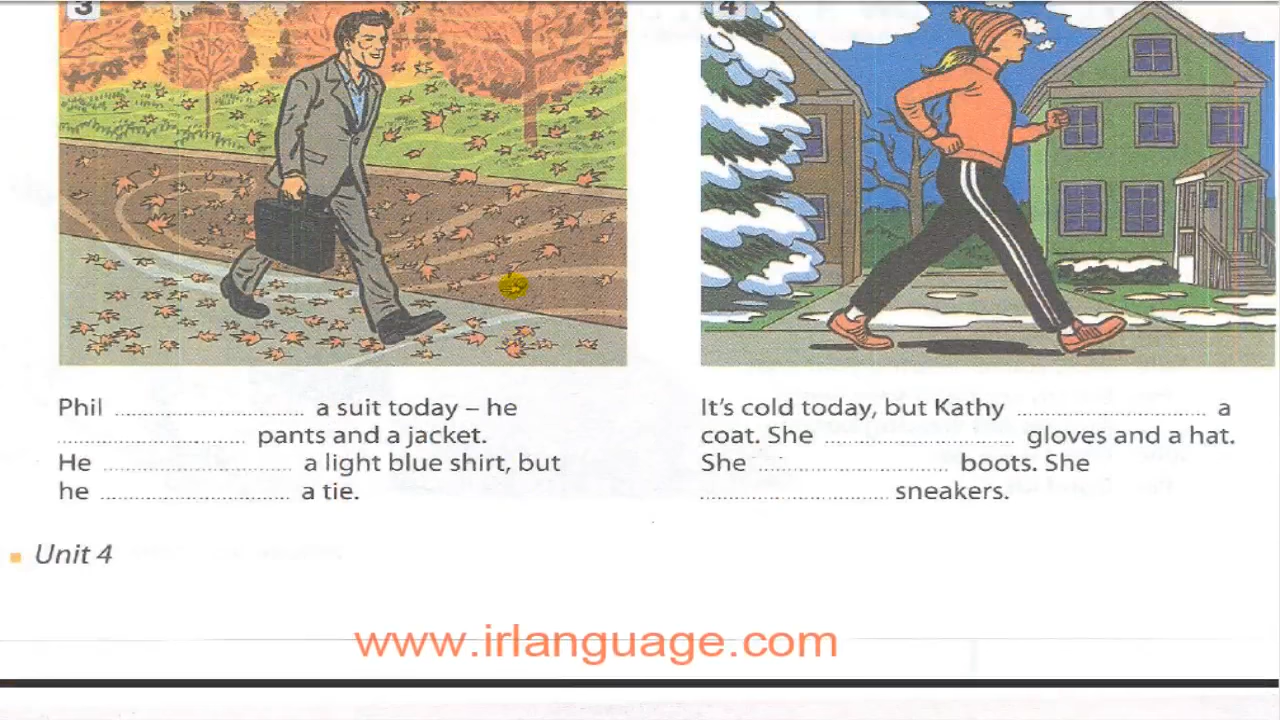 3
4
Phil ................................ a suit today – he
................................ pants and a jacket.
He ................................ a light blue shirt, but
he ................................ a tie.
It's cold today, but Kathy ................................ a
coat. She ................................ gloves and a hat.
She ................................ boots. She
................................ sneakers.
Unit 4
www.irlanguage.com